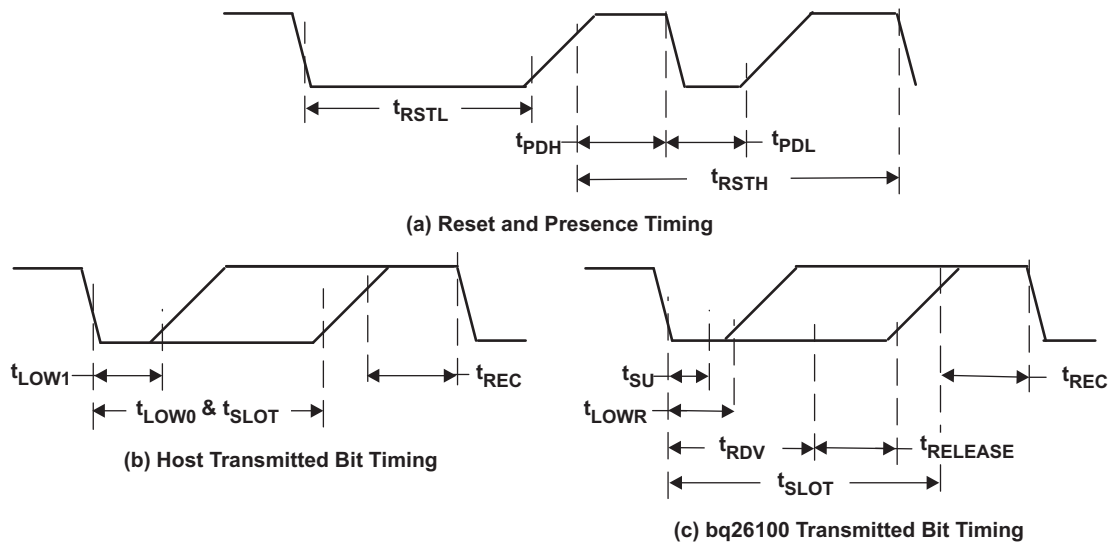 tRSTL
tPDH
tPDL
tRSTH
(a) Reset and Presence Timing
tLOW1
tREC
tLOW0 & tSLOT
(b) Host Transmitted Bit Timing
tSU
tREC
tLOWR
tRDV
tRELEASE
tSLOT
(c) bq26100 Transmitted Bit Timing